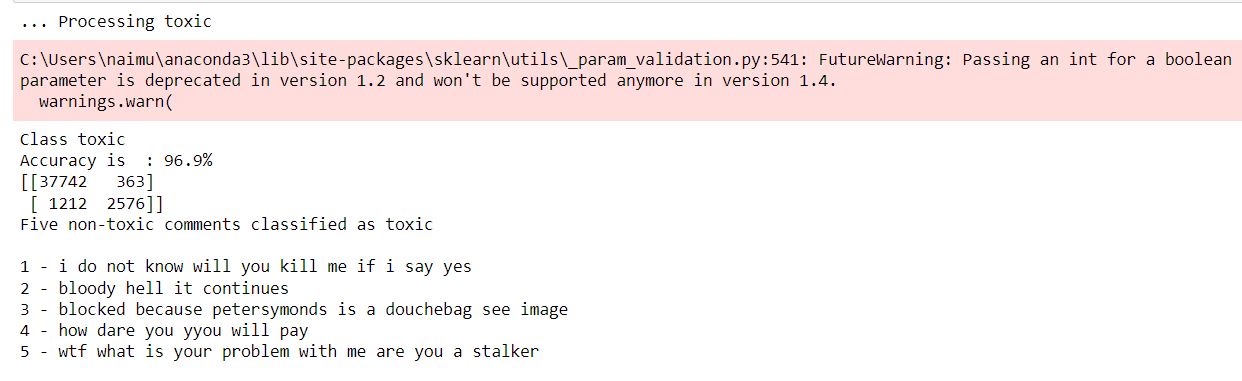 ... Processing toxic
C:\Users\naimu\anaconda3\lib\site-packages\sklearn\utils\_param_validation.py:541: FutureWarning: Passing an int for a boolean
parameter is deprecated in version 1.2 and won't be supported anymore in version 1.4.
  warnings.warn(
Class toxic
Accuracy is  : 96.9%
[[37742   363]
 [ 1212  2576]]
Five non-toxic comments classified as toxic
1 - i do not know will you kill me if i say yes
2 - bloody hell it continues
3 - blocked because petersymonds is a douchebag see image
4 - how dare you yyou will pay
5 - wtf what is your problem with me are you a stalker